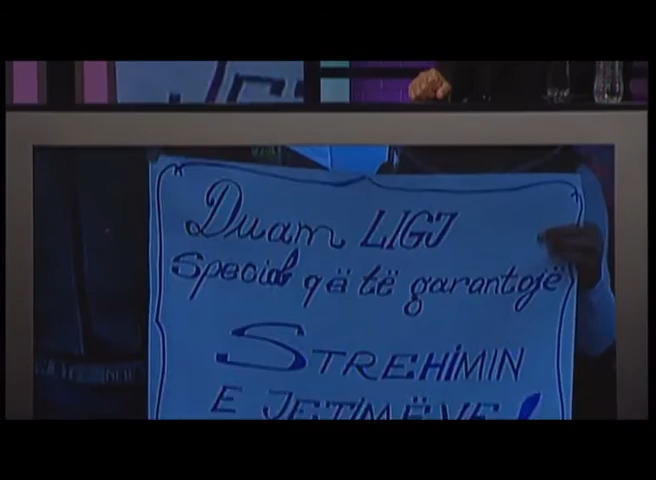 Duam LIGJ
Special që të garantojë
STREHIMIN
E JETIMËVE!